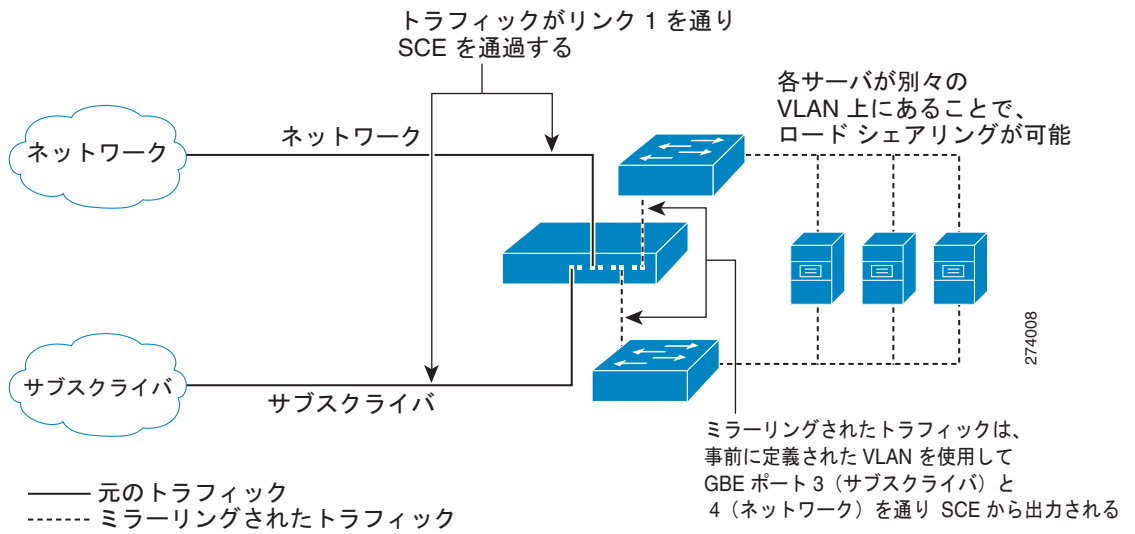 トラフィックがリンク 1 を通り
SCE を通過する
各サーバが別々の
VLAN 上にあることで、
ロード シェアリングが可能
ネットワーク
ネットワーク
サブスクライバ
サブスクライバ
274008
ミラーリングされたトラフィックは、
事前に定義された VLAN を使用して
GBE ポート 3（サブスクライバ）と
4（ネットワーク）を通り SCE から出力される
元のトラフィック
ミラーリングされたトラフィック